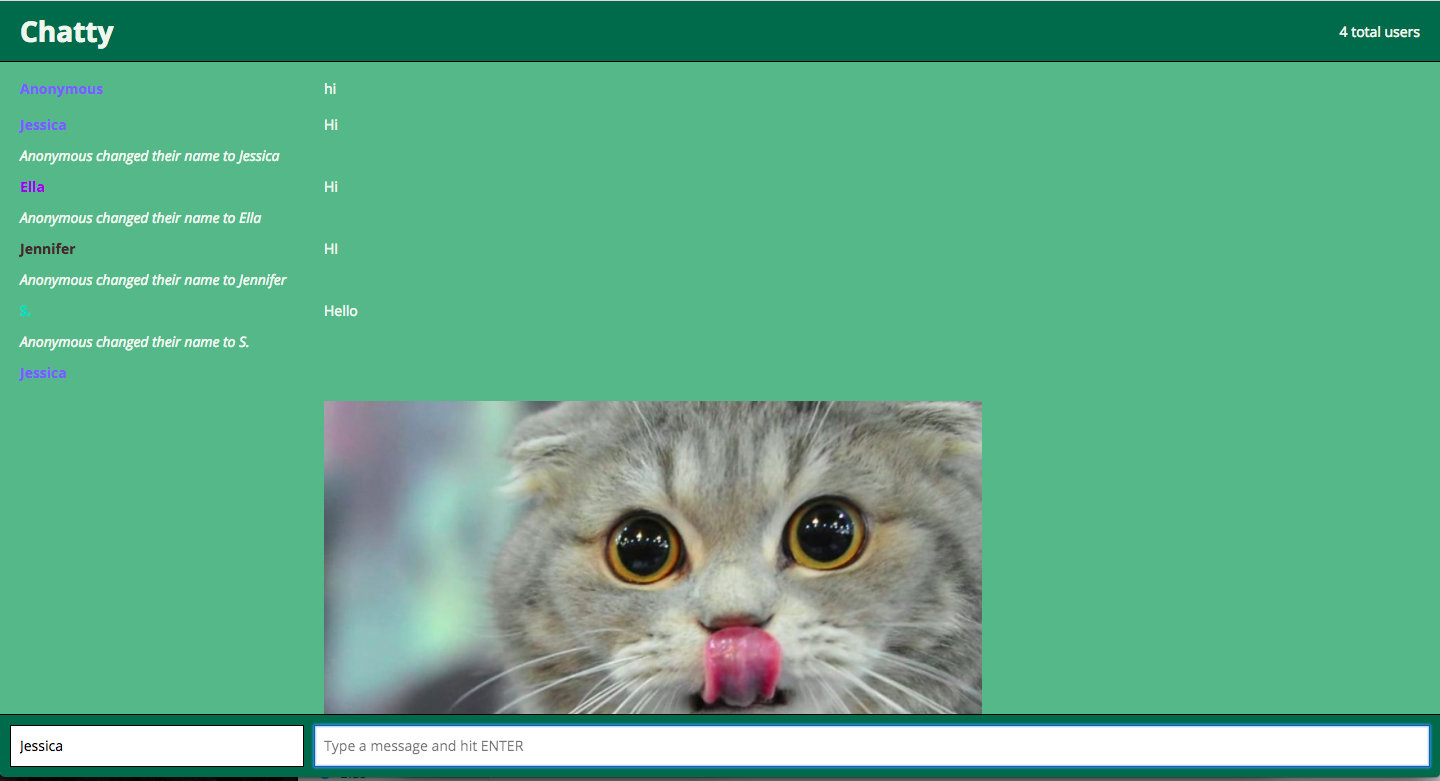 Chatty
4 total users
Anonymous hi
Jessica Hi
Anonymous changed their name to Jessica
Ella Hi
Anonymous changed their name to Ella
Jennifer HI
Anonymous changed their name to Jennifer
S. Hello
Anonymous changed their name to S.
Jessica
Jessica Type a message and hit ENTER